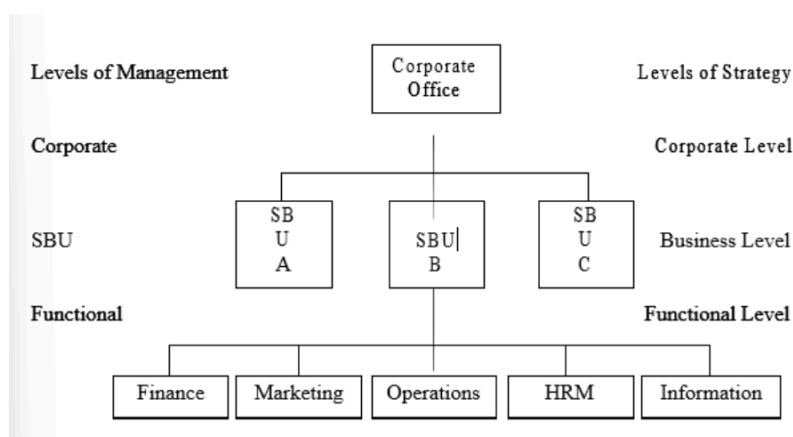 Levels of Management
Corporate
Office
Levels of Strategy
Corporate
Corporate Level
SB
U
A
SBU
B
SB
U
C
SBU
Business Level
Functional
Functional Level
Finance
Marketing
Operations
HRM
Information